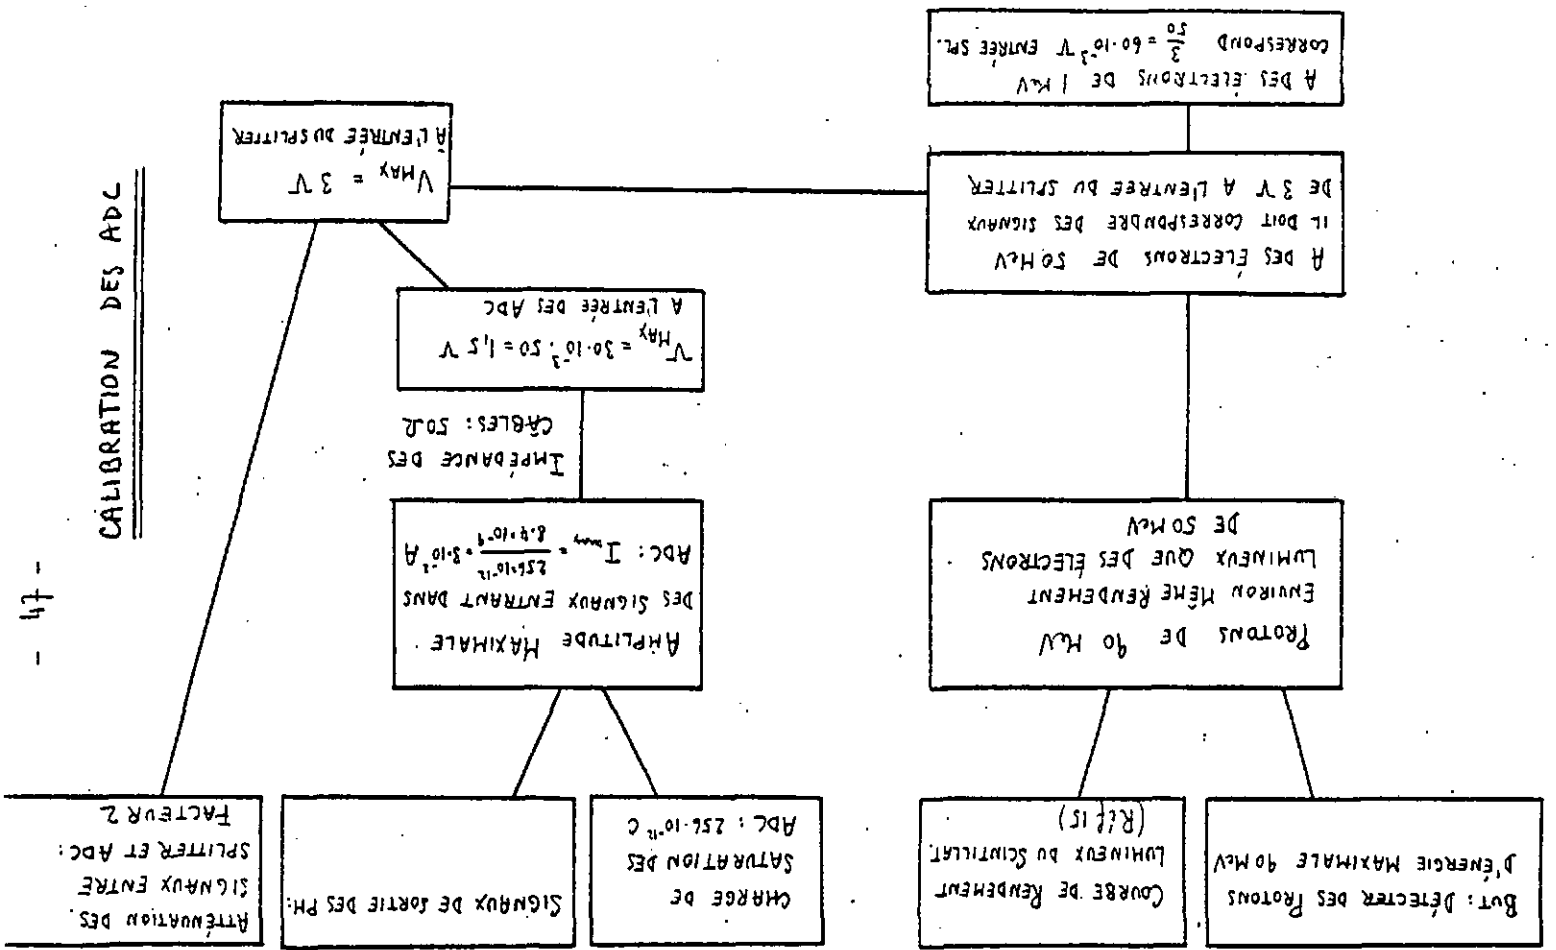 - 47 -
CALIBRATION DES ADC
BUT: DÉTECTER DES PROTONS
D'ÉNERGIE MAXIMALE 90 MeV
COURBE DE RENDEMENT
LUMINEUX DU SCINTILLAT.
(Réf 15)
CHARGE DE
SATURATION DES
ADC: 256·10⁻¹² C
SIGNAUX DE SORTIE DES PM:
ATTÉNUATION DES
SIGNAUX ENTRE
SPLITTER ET ADC:
FACTEUR 2
PROTONS DE 90 MeV
ENVIRON MÊME RENDEMENT
LUMINEUX QUE DES ÉLECTRONS
DE 50 MeV
AMPLITUDE MAXIMALE
DES SIGNAUX ENTRANT DANS
ADC: I max = 256·10⁻¹² / 8.4·10⁻⁹ = 3·10⁻² A
IMPÉDANCE DES
CÂBLES: 50Ω
V MAX = 30·10⁻³·50 = 1,5 V
A L'ENTRÉE DES ADC
A DES ÉLECTRONS DE 50 MeV
IL DOIT CORRESPONDRE DES SIGNAUX
DE 3 V A L'ENTREE DU SPLITTER
V MAX = 3 V
À L'ENTRÉE DU SPLITTER
A DES ÉLECTRONS DE 1 MeV
CORRESPOND 3/50 = 60·10⁻³ V ENTRÉE SPL.